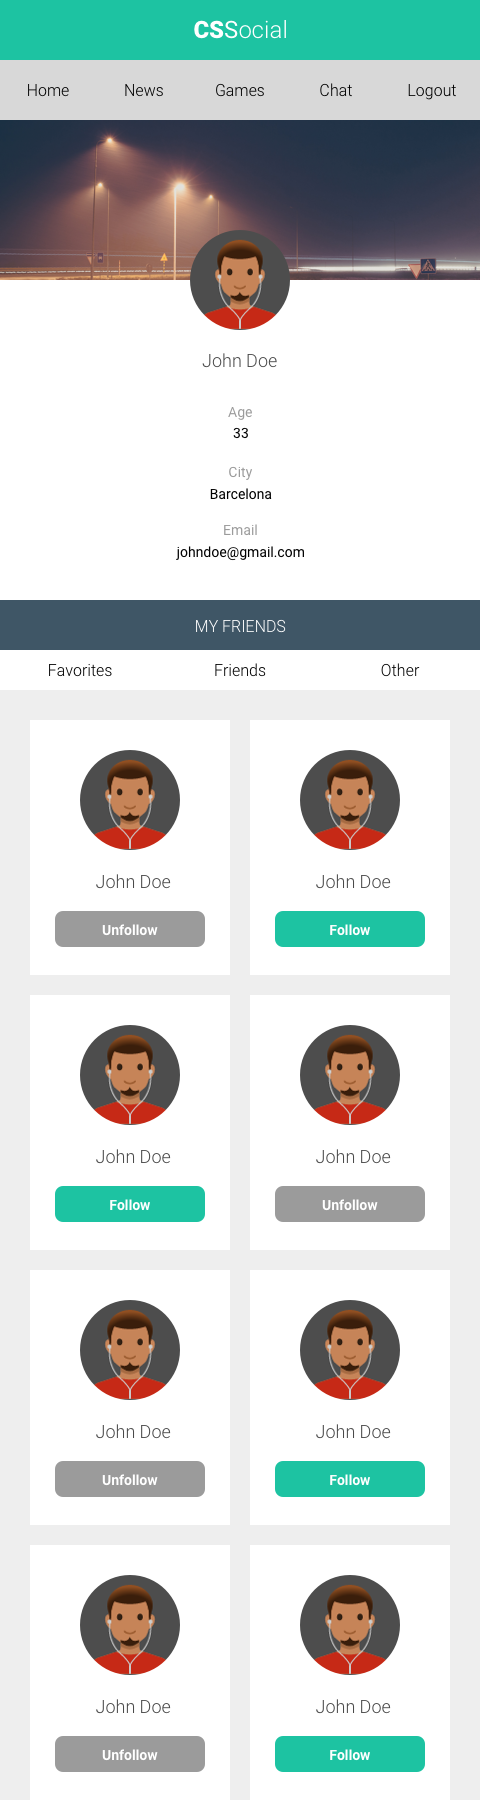 CSSocial
Home News Games Chat Logout
John Doe
Age
33
City
Barcelona
Email
johndoe@gmail.com
MY FRIENDS
Favorites Friends Other
John Doe John Doe
Unfollow Follow
John Doe John Doe
Follow Unfollow
John Doe John Doe
Unfollow Follow
John Doe John Doe
Unfollow Follow